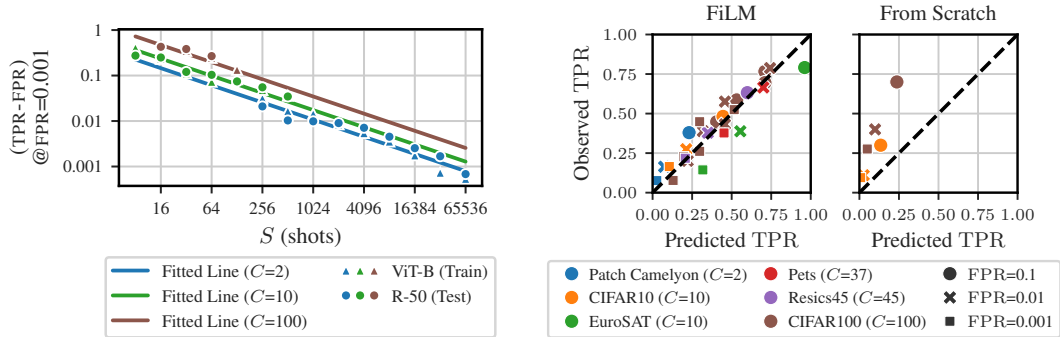 (TPR-FPR)
@FPR=0.001
1
0.1
0.01
0.001
16
64
256
1024
4096
16384
65536
S (shots)
Fitted Line (C=2)
Fitted Line (C=10)
Fitted Line (C=100)
ViT-B (Train)
R-50 (Test)
FiLM
From Scratch
Observed TPR
1.00
0.75
0.50
0.25
0.00
0.00 0.25 0.50 0.75 1.00
0.00 0.25 0.50 0.75 1.00
Predicted TPR
Predicted TPR
Patch Camelyon (C=2)
CIFAR10 (C=10)
EuroSAT (C=10)
Pets (C=37)
Resics45 (C=45)
CIFAR100 (C=100)
FPR=0.1
FPR=0.01
FPR=0.001